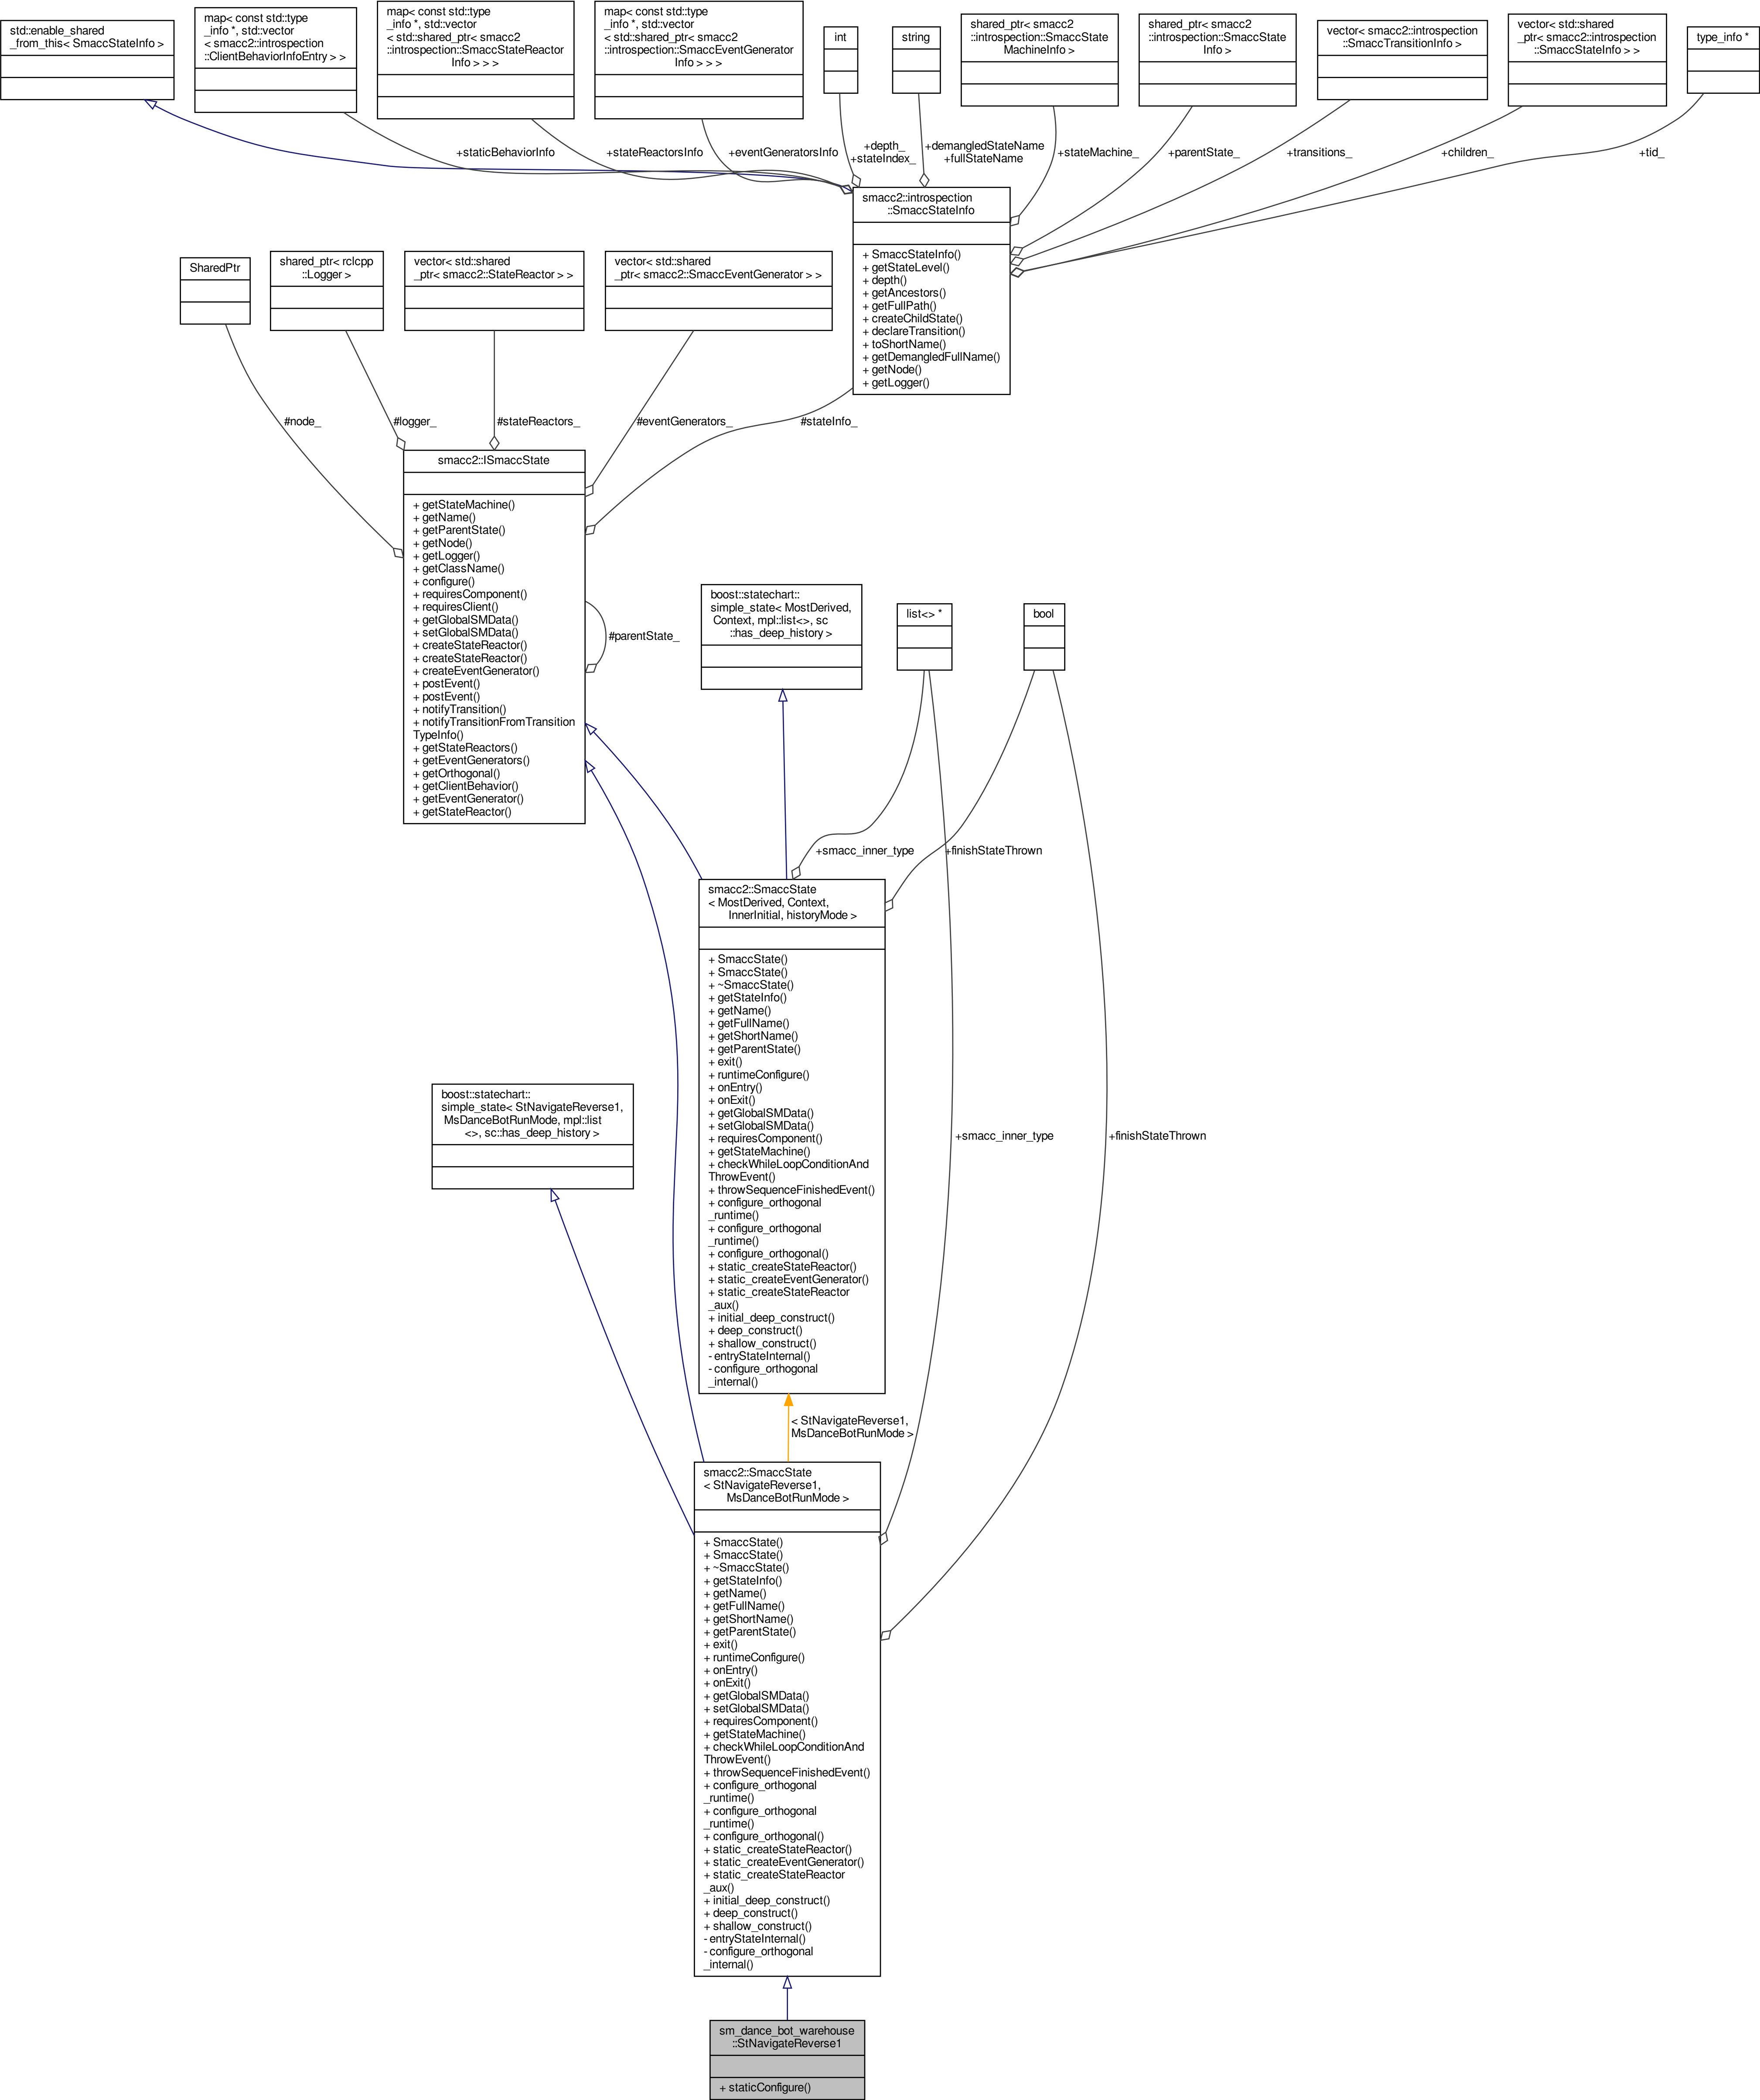 std::enable_shared
_from_this< SmaccStateInfo >
map< const std::type
_info *, std::vector
< smacc2::introspection
::ClientBehaviorInfoEntry > >
map< const std::type
_info *, std::vector
< std::shared_ptr< smacc2
::introspection::SmaccStateReactor
Info > > >
map< const std::type
_info *, std::vector
< std::shared_ptr< smacc2
::introspection::SmaccEventGenerator
Info > > >
int
string
shared_ptr< smacc2
::introspection::SmaccState
MachineInfo >
shared_ptr< smacc2
::introspection::SmaccState
Info >
vector< smacc2::introspection
::SmaccTransitionInfo >
vector< std::shared
_ptr< smacc2::introspection
::SmaccStateInfo > >
type_info *
+staticBehaviorInfo
+stateReactorsInfo
+eventGeneratorsInfo
+depth_
+stateIndex_
+demangledStateName
+fullStateName
+stateMachine_
+parentState_
+transitions_
+children_
+tid_
smacc2::introspection
::SmaccStateInfo
+ SmaccStateInfo()
+ getStateLevel()
+ depth()
+ getAncestors()
+ getFullPath()
+ createChildState()
+ declareTransition()
+ toShortName()
+ getDemangledFullName()
+ getNode()
+ getLogger()
SharedPtr
shared_ptr< rclcpp
::Logger >
vector< std::shared
_ptr< smacc2::StateReactor > >
vector< std::shared
_ptr< smacc2::SmaccEventGenerator > >
#node_
#logger_
#stateReactors_
#eventGenerators_
#stateInfo_
smacc2::ISmaccState
+ getStateMachine()
+ getName()
+ getParentState()
+ getNode()
+ getLogger()
+ getClassName()
+ configure()
+ requiresComponent()
+ requiresClient()
+ getGlobalSMData()
+ setGlobalSMData()
+ createStateReactor()
+ createStateReactor()
+ createEventGenerator()
+ postEvent()
+ postEvent()
+ notifyTransition()
+ notifyTransitionFromTransition
TypeInfo()
+ getStateReactors()
+ getEventGenerators()
+ getOrthogonal()
+ getClientBehavior()
+ getEventGenerator()
+ getStateReactor()
#parentState_
boost::statechart::
simple_state< MostDerived,
Context, mpl::list<>, sc
::has_deep_history >
list<> *
bool
+smacc_inner_type
+finishStateThrown
smacc2::SmaccState
< MostDerived, Context,
InnerInitial, historyMode >
+ SmaccState()
+ SmaccState()
+ ~SmaccState()
+ getStateInfo()
+ getName()
+ getFullName()
+ getShortName()
+ getParentState()
+ exit()
+ runtimeConfigure()
+ onEntry()
+ onExit()
+ getGlobalSMData()
+ setGlobalSMData()
+ requiresComponent()
+ getStateMachine()
+ checkWhileLoopConditionAnd
ThrowEvent()
+ throwSequenceFinishedEvent()
+ configure_orthogonal
_runtime()
+ configure_orthogonal
_runtime()
+ configure_orthogonal()
+ static_createStateReactor()
+ static_createEventGenerator()
+ static_createStateReactor
_aux()
+ initial_deep_construct()
+ deep_construct()
+ shallow_construct()
- entryStateInternal()
- configure_orthogonal
_internal()
boost::statechart::
simple_state< StNavigateReverse1,
MsDanceBotRunMode, mpl::list
<>, sc::has_deep_history >
+smacc_inner_type
+finishStateThrown
< StNavigateReverse1,
MsDanceBotRunMode >
smacc2::SmaccState
< StNavigateReverse1,
MsDanceBotRunMode >
+ SmaccState()
+ SmaccState()
+ ~SmaccState()
+ getStateInfo()
+ getName()
+ getFullName()
+ getShortName()
+ getParentState()
+ exit()
+ runtimeConfigure()
+ onEntry()
+ onExit()
+ getGlobalSMData()
+ setGlobalSMData()
+ requiresComponent()
+ getStateMachine()
+ checkWhileLoopConditionAnd
ThrowEvent()
+ throwSequenceFinishedEvent()
+ configure_orthogonal
_runtime()
+ configure_orthogonal
_runtime()
+ configure_orthogonal()
+ static_createStateReactor()
+ static_createEventGenerator()
+ static_createStateReactor
_aux()
+ initial_deep_construct()
+ deep_construct()
+ shallow_construct()
- entryStateInternal()
- configure_orthogonal
_internal()
sm_dance_bot_warehouse
::StNavigateReverse1
+ staticConfigure()